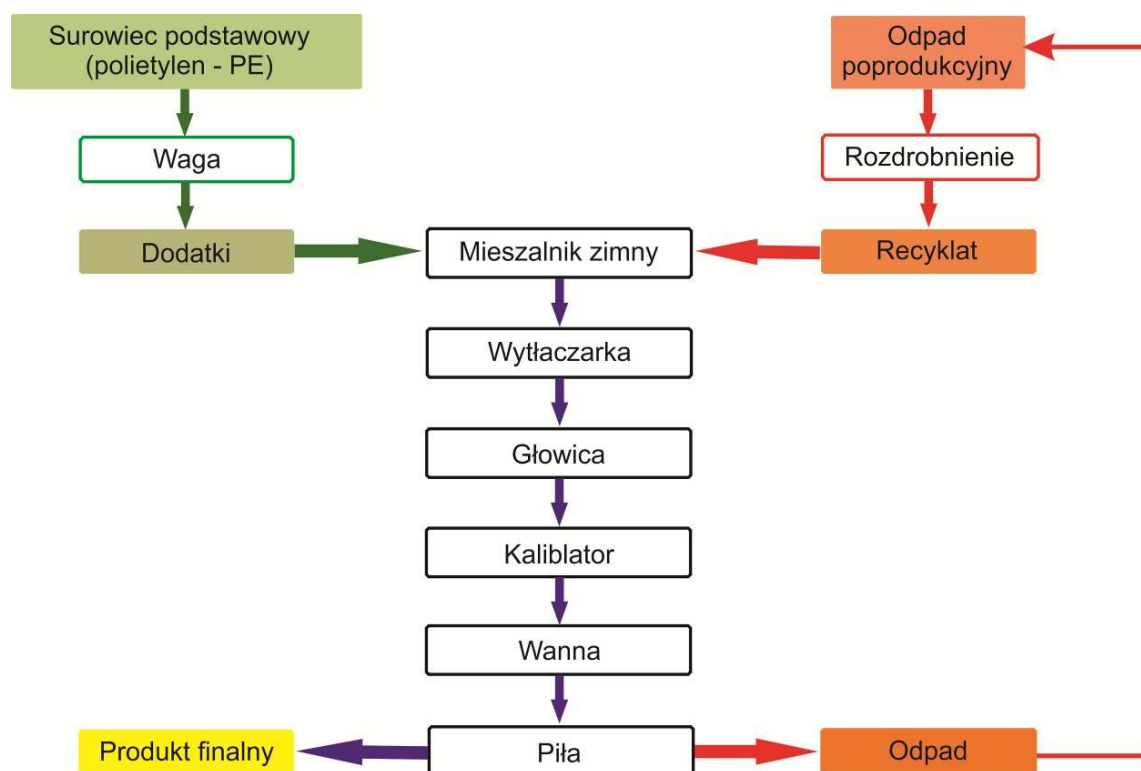 Surowiec podstawowy
(polietylen - PE)
Odpad
poprodukcyjny
Waga
Rozdrobnienie
Dodatki
Mieszalnik zimny
Recyklat
Wytłaczarka
Głowica
Kaliblator
Wanna
Produkt finalny
Piła
Odpad